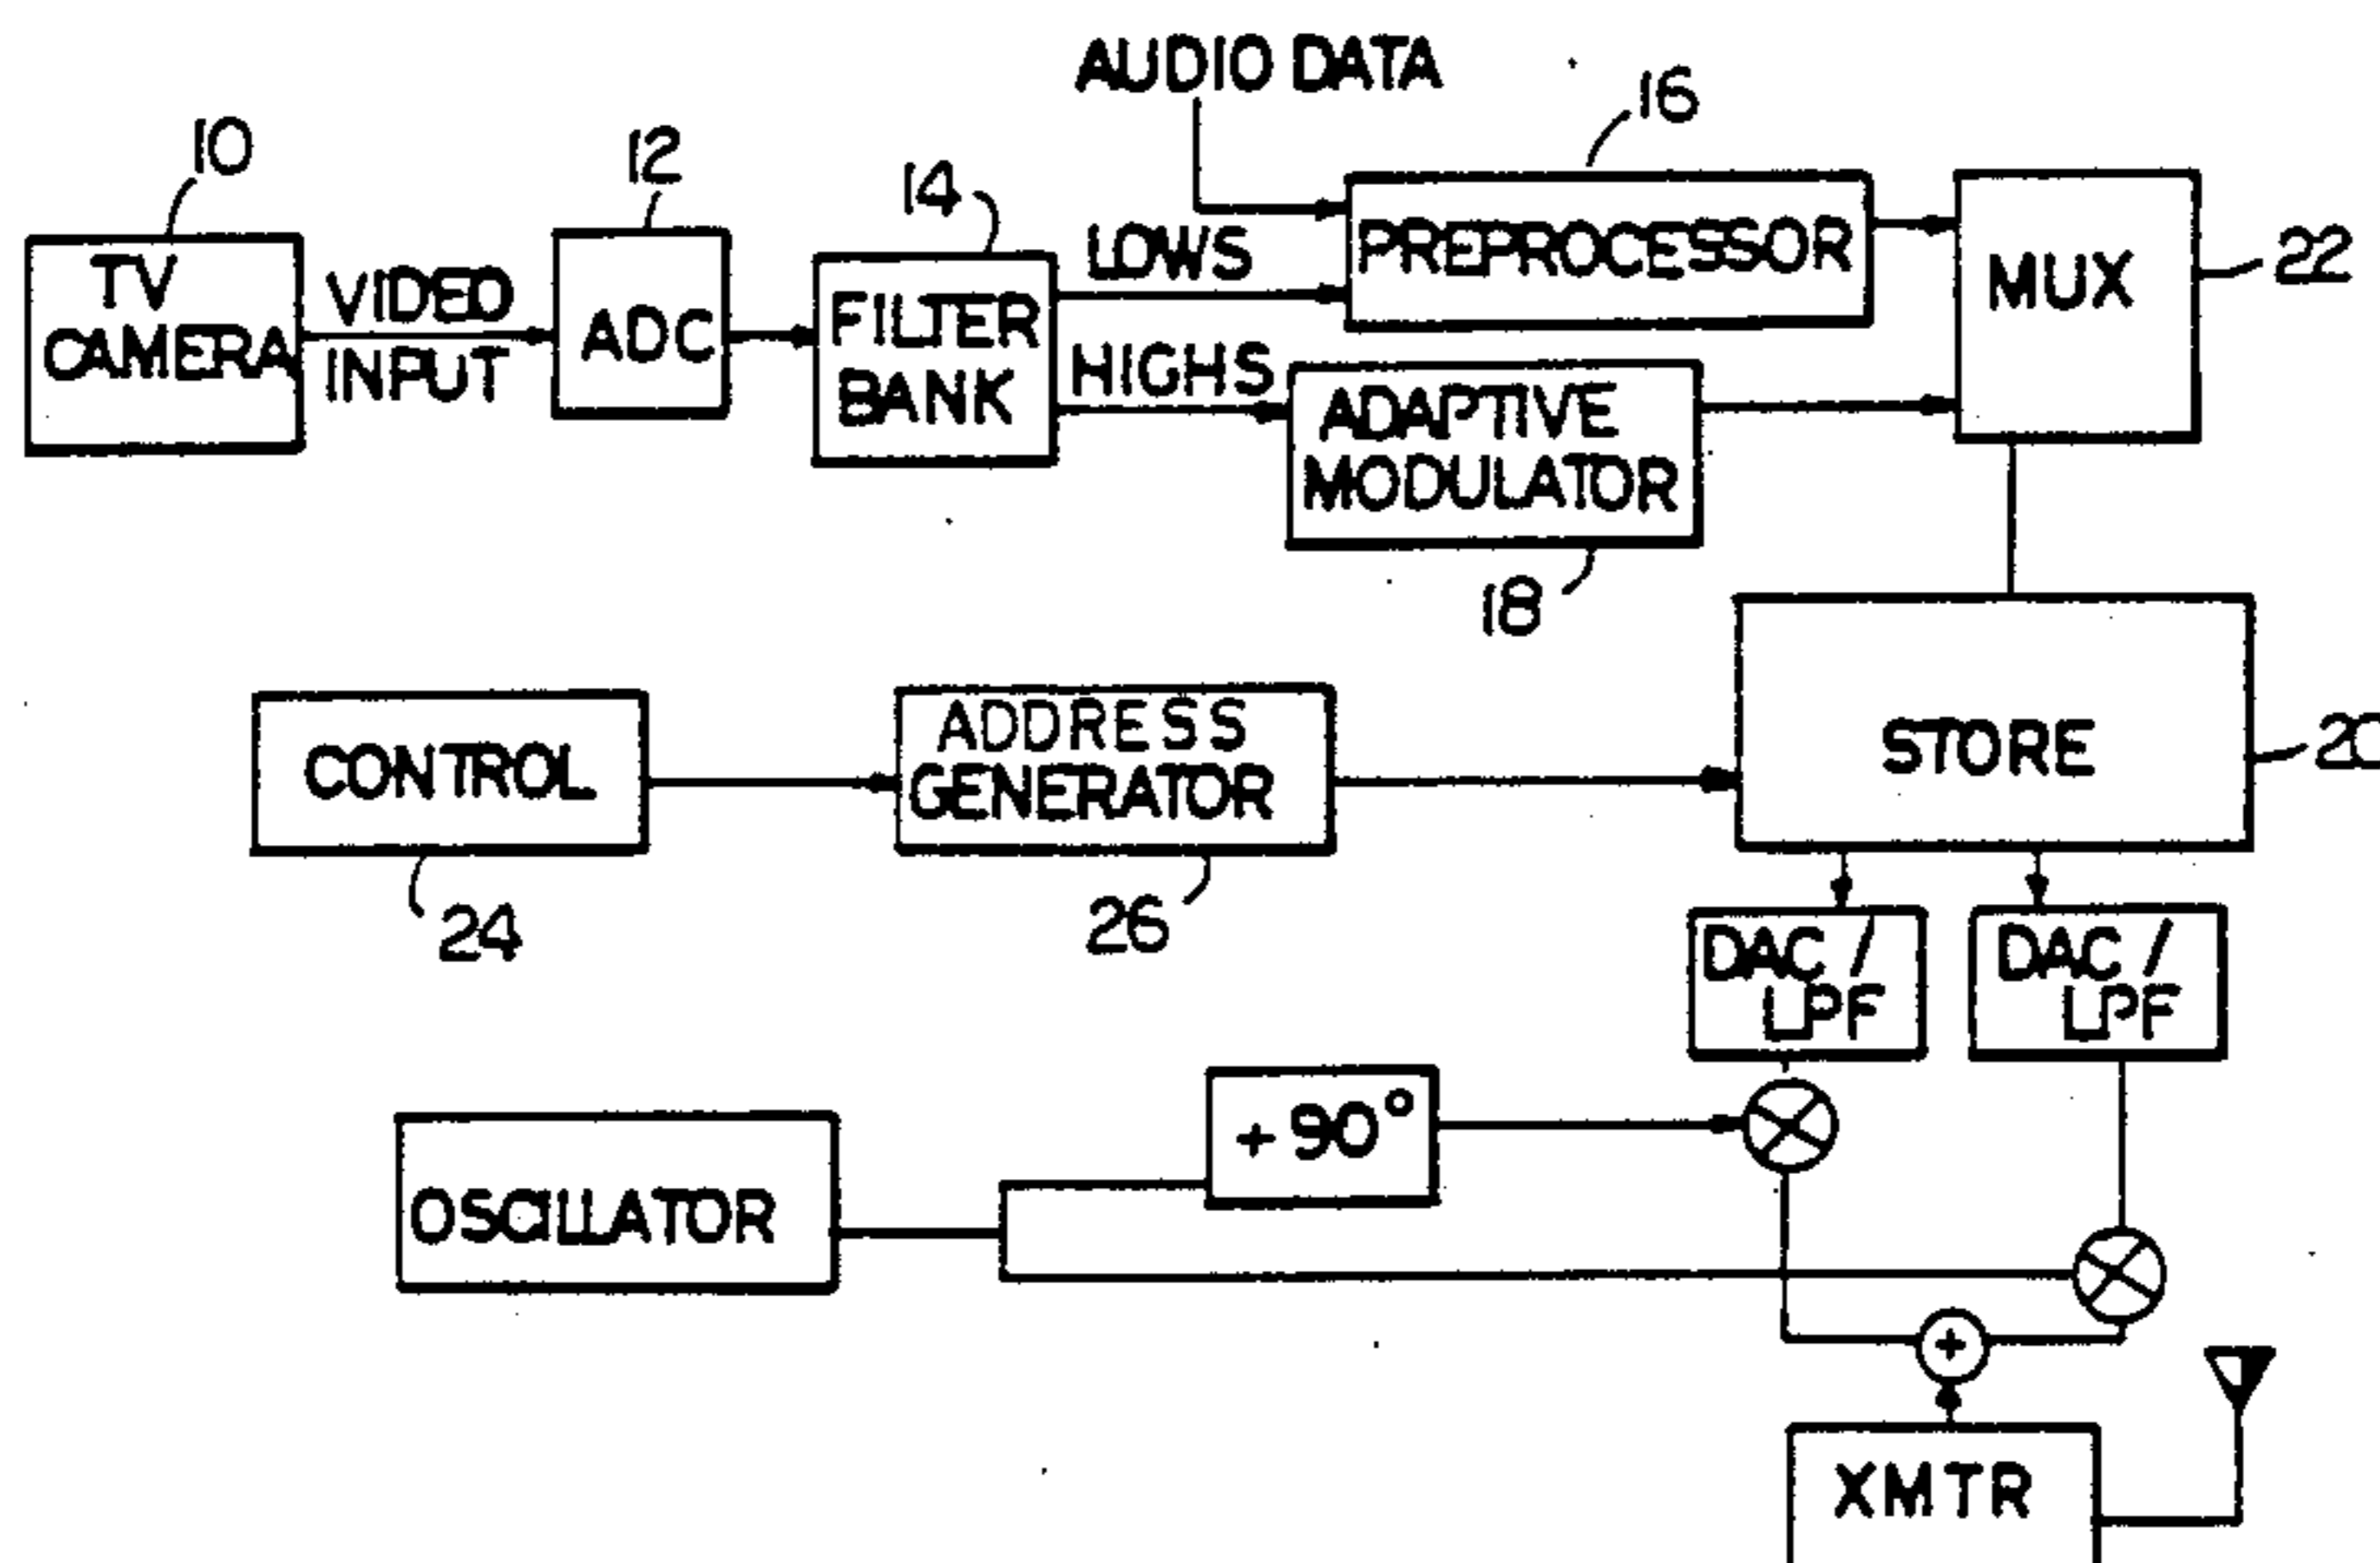 AUDIO DATA
16
10
12
14
LOWS
PREPROCESSOR
MUX
22
TV
CAMERA
VIDEO
INPUT
ADC
FILTER
BANK
HIGHS
ADAPTIVE
MODULATOR
18
CONTROL
24
ADDRESS
GENERATOR
26
STORE
20
DAC /
LPF
DAC /
LPF
+ 90°
OSCILLATOR
+
XMTR